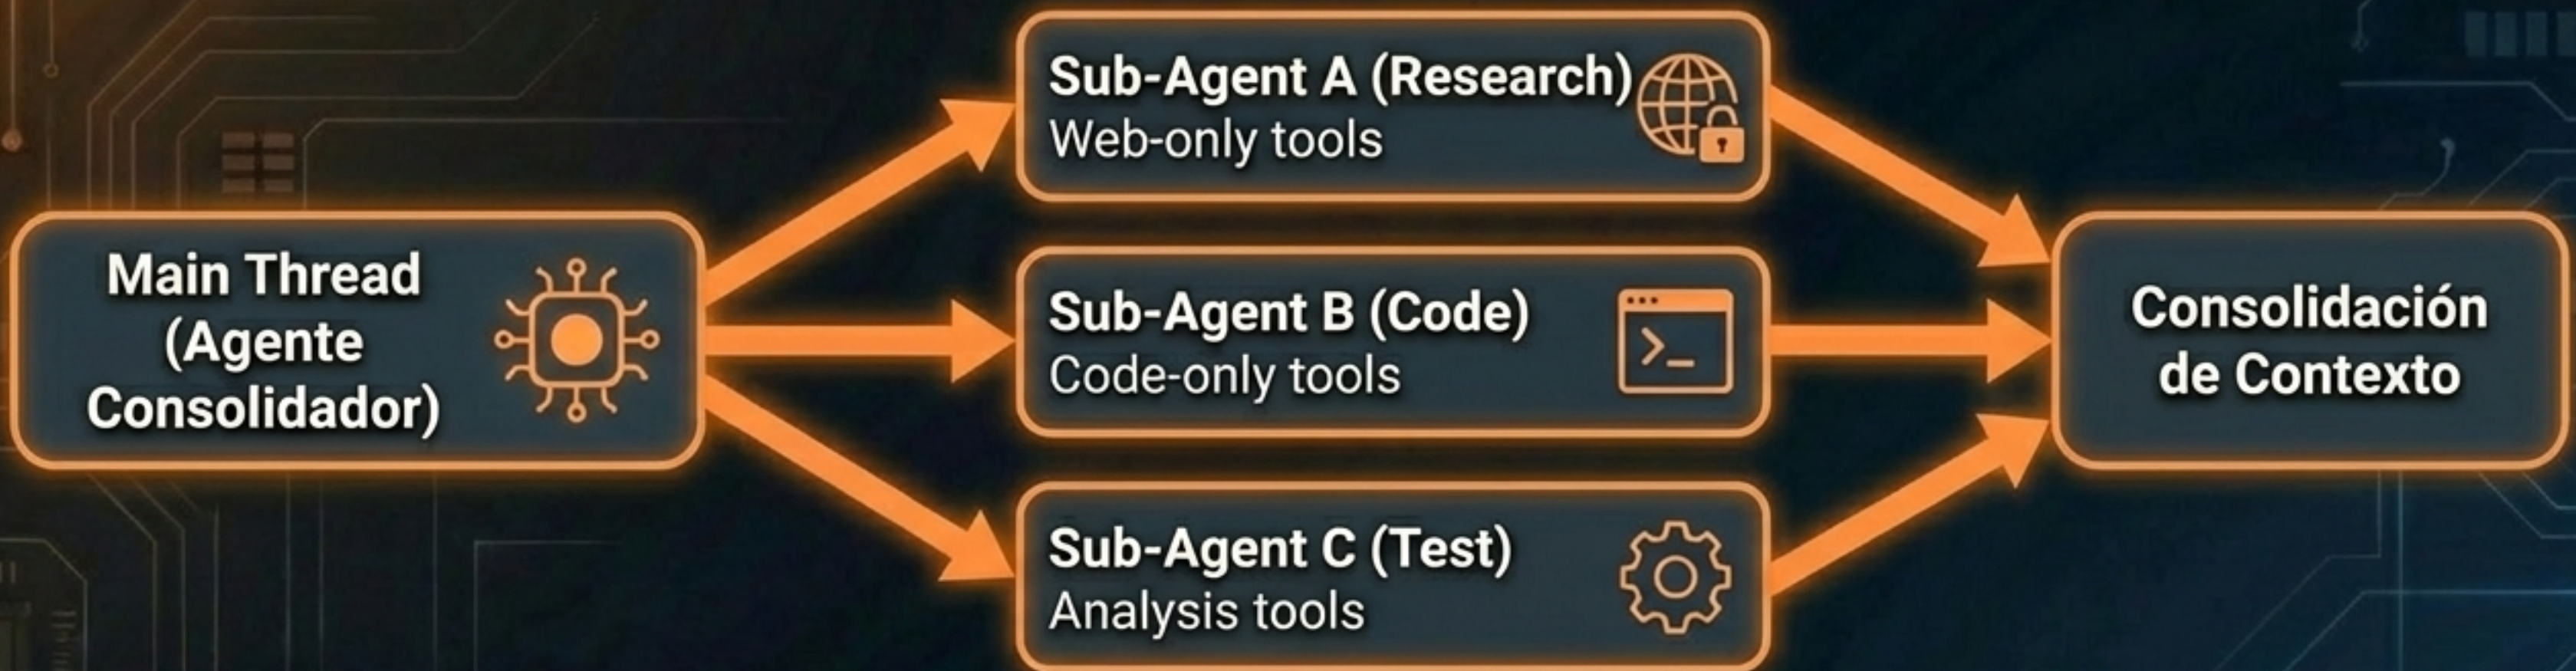 Main Thread
(Agente
Consolidador)
Sub-Agent A (Research)
Web-only tools
Sub-Agent B (Code)
Code-only tools
Sub-Agent C (Test)
Analysis tools
Consolidación
de Contexto